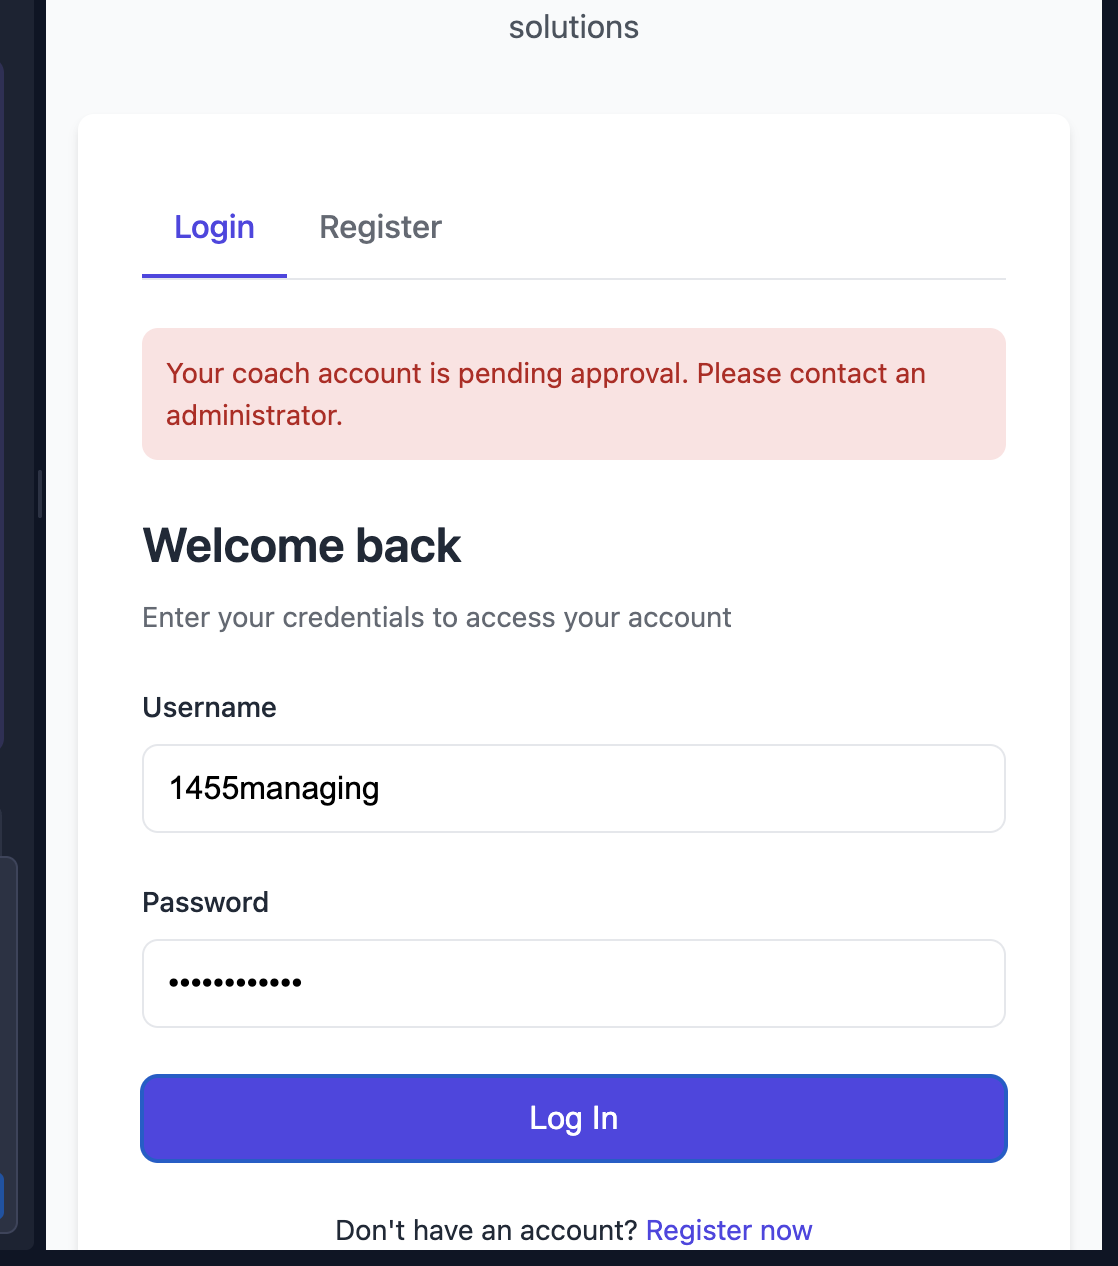 solutions
Login Register
Your coach account is pending approval. Please contact an
administrator.
Welcome back
Enter your credentials to access your account
Username
1455managing
Password
••••••••••••
Log In
Don't have an account? Register now